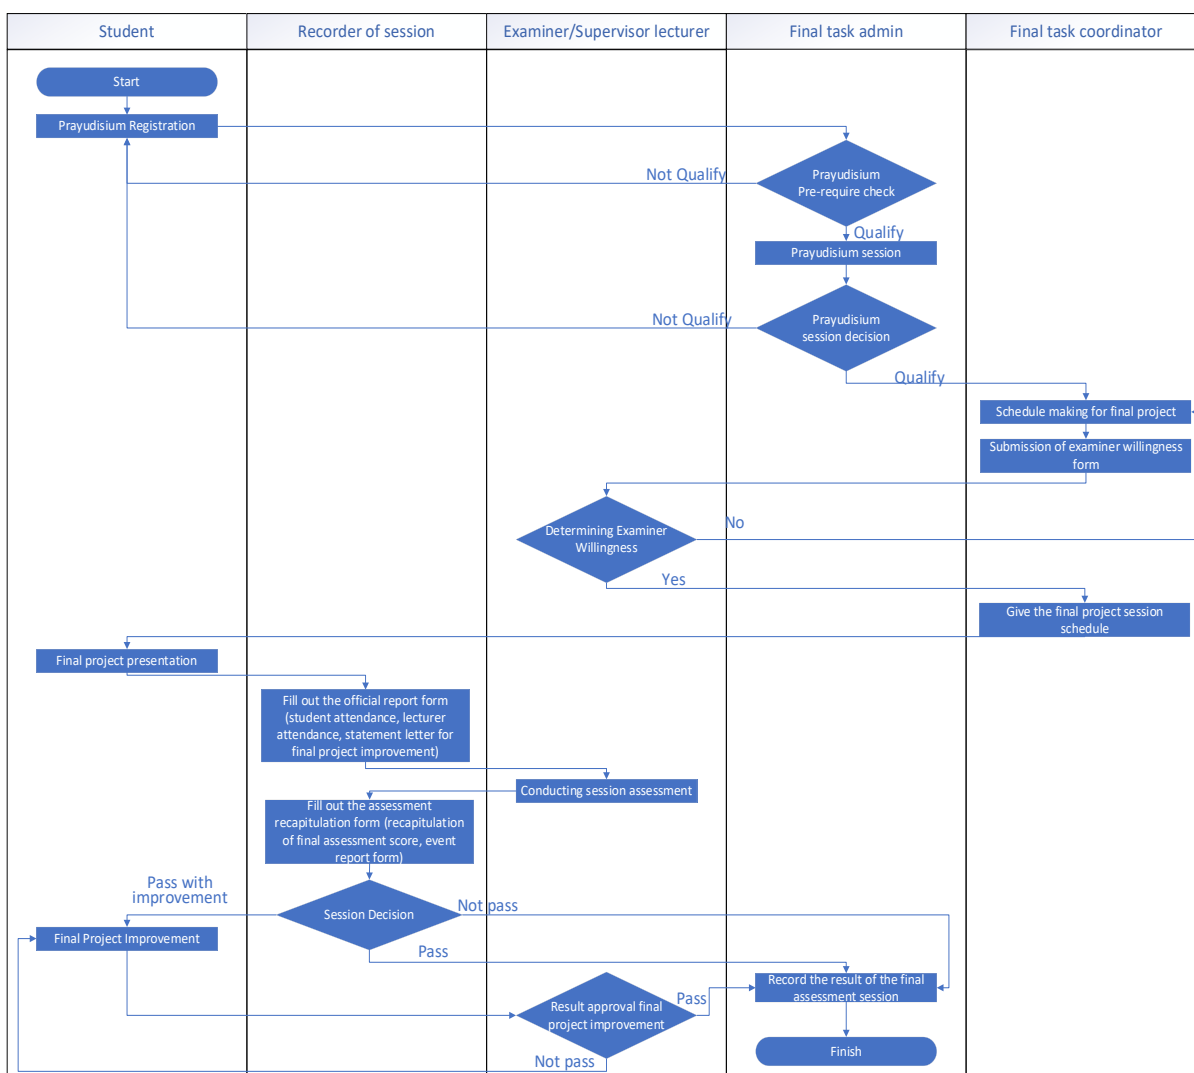 Student
Recorder of session
Examiner/Supervisor lecturer
Final task admin
Final task coordinator
Start
Prayudisium Registration
Not Qualify
Prayudisium
Pre-require check
Qualify
Prayudisium session
Not Qualify
Prayudisium
session decision
Qualify
Schedule making for final project
Submission of examiner willingness
form
Determining Examiner
Willingness
No
Yes
Give the final project session
schedule
Final project presentation
Fill out the official report form
(student attendance, lecturer
attendance, statement letter for
final project improvement)
Conducting session assessment
Fill out the assessment
recapitulation form (recapitulation
of final assessment score, event
report form)
Pass with
improvement
Session Decision
Not pass
Final Project Improvement
Pass
Record the result of the final
assessment session
Result approval final
project improvement
Pass
Not pass
Finish